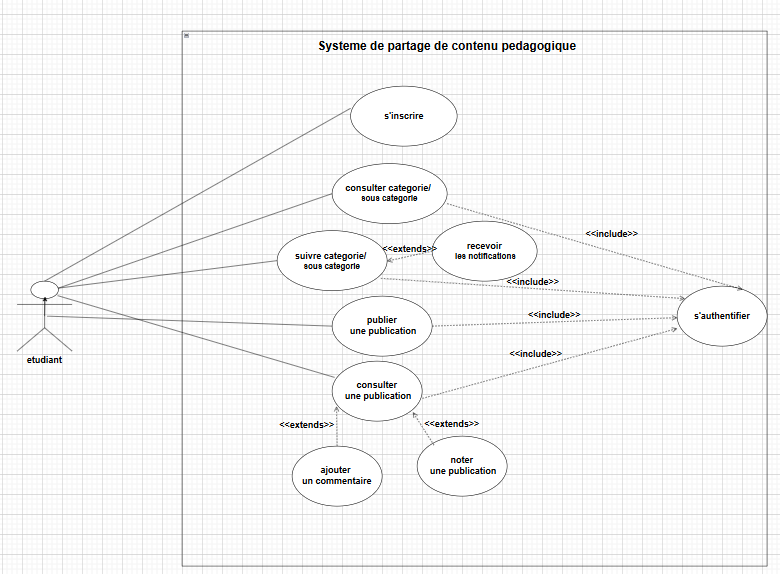 Systeme de partage de contenu pedagogique
s'inscrire
consulter categorie/
sous categorie
<<include>>
suivre categorie/
sous categorie
<<extends>>
recevoir
les notifications
<<include>>
s'authentifier
publier
une publication
<<include>>
etudiant
<<include>>
consulter
une publication
<<extends>>
<<extends>>
ajouter
un commentaire
noter
une publication